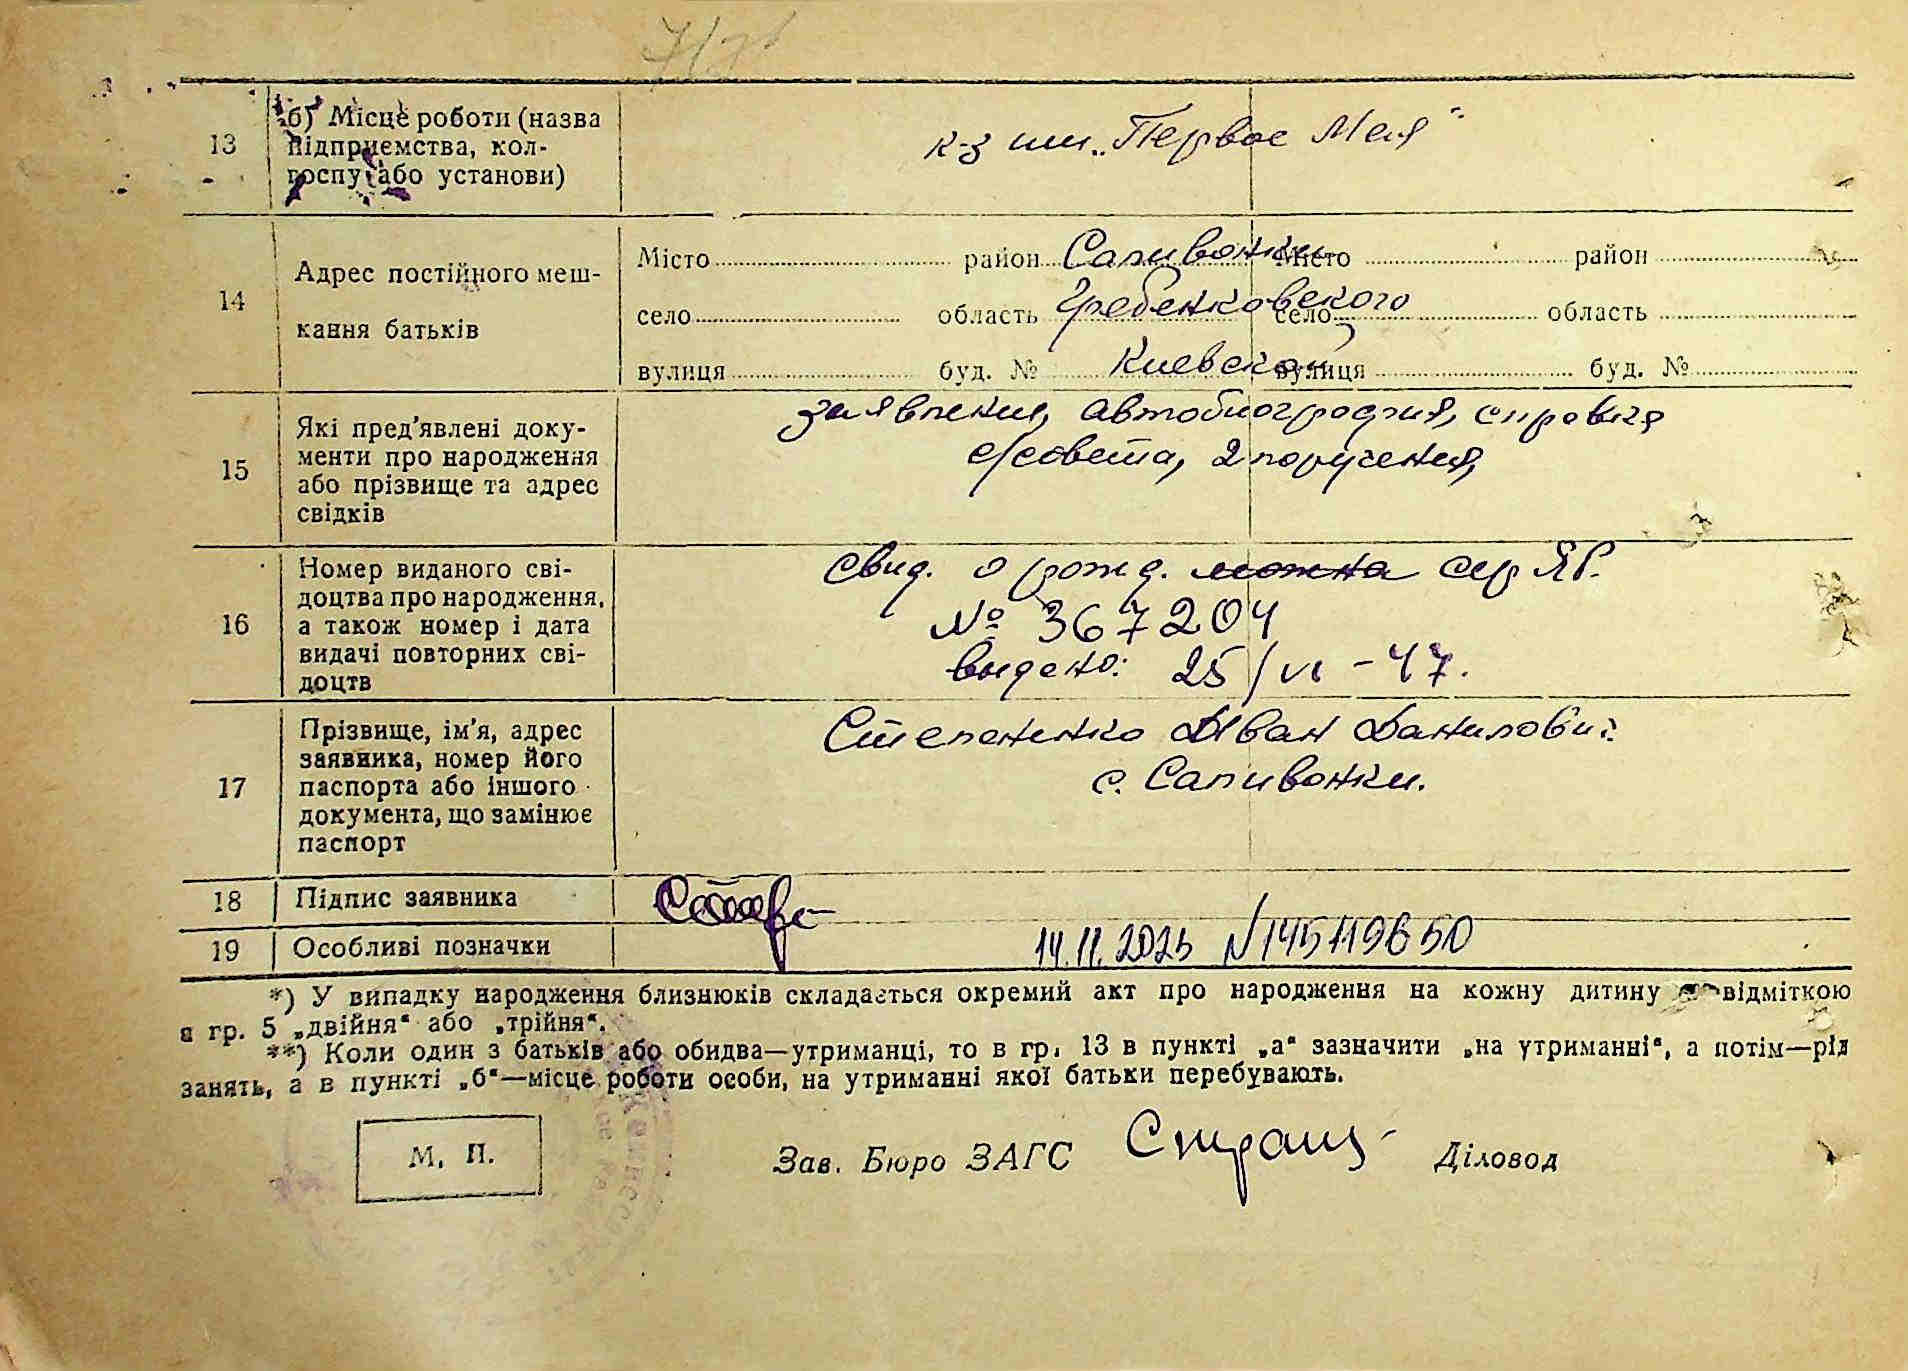 13
б) Місце роботи (назва
підприємства, кол-
госпу або установи)
к-з им. „Первое Мая“
14
Адрес постійного меш-
кання батьків
Місто район Саливонки Місто район
село область Гребенковского село область
вулиця буд. № Киевской вулиця буд. №
15
Які пред'явлені доку-
менти про народження
або прізвище та адрес
свідків
заявления, автобиография, справка
с/совета, 2 поручения,
16
Номер виданого сві-
доцтва про народження,
а також номер і дата
видачі повторних сві-
доцтв
Свид. о рожд. можна сер ЯР.
№ 367204
выдано: 25/VI-47.
17
Прізвище, ім'я, адрес
заявника, номер його
паспорта або іншого
документа, що замінює
паспорт
Степаненко Иван Данилович
с. Саливонки.
18 Підпис заявника
19 Особливі позначки 14.11.2025 №145119650
*) У випадку народження близнюків складається окремий акт про народження на кожну дитину відміткою
в гр. 5 „двійня“ або „трійня“.
**) Коли один з батьків або обидва—утриманці, то в гр. 13 в пункті „а“ зазначити „на утриманні“, а потім—рід
занять, а в пункті „б“—місце роботи особи, на утриманні якої батьки перебувають.
М. П.
Зав. Бюро ЗАГС Діловод